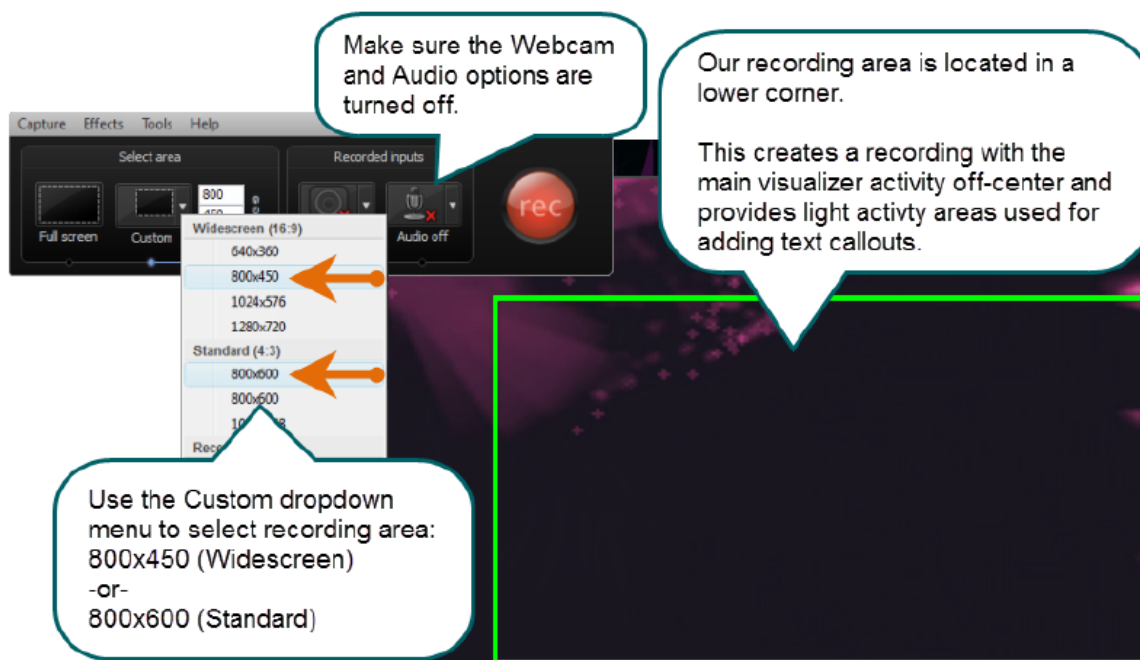 Make sure the Webcam
and Audio options are
turned off.
Our recording area is located in a
lower corner.
This creates a recording with the
main visualizer activity off-center and
provides light activty areas used for
adding text callouts.
Capture Effects Tools Help
Select area
Recorded inputs
800
rec
Full screen
Custom
Audio off
Widescreen (16:9)
640x360
800x450
1024x576
1280x720
Standard (4:3)
800x600
800x600
Use the Custom dropdown
menu to select recording area:
800x450 (Widescreen)
-or-
800x600 (Standard)